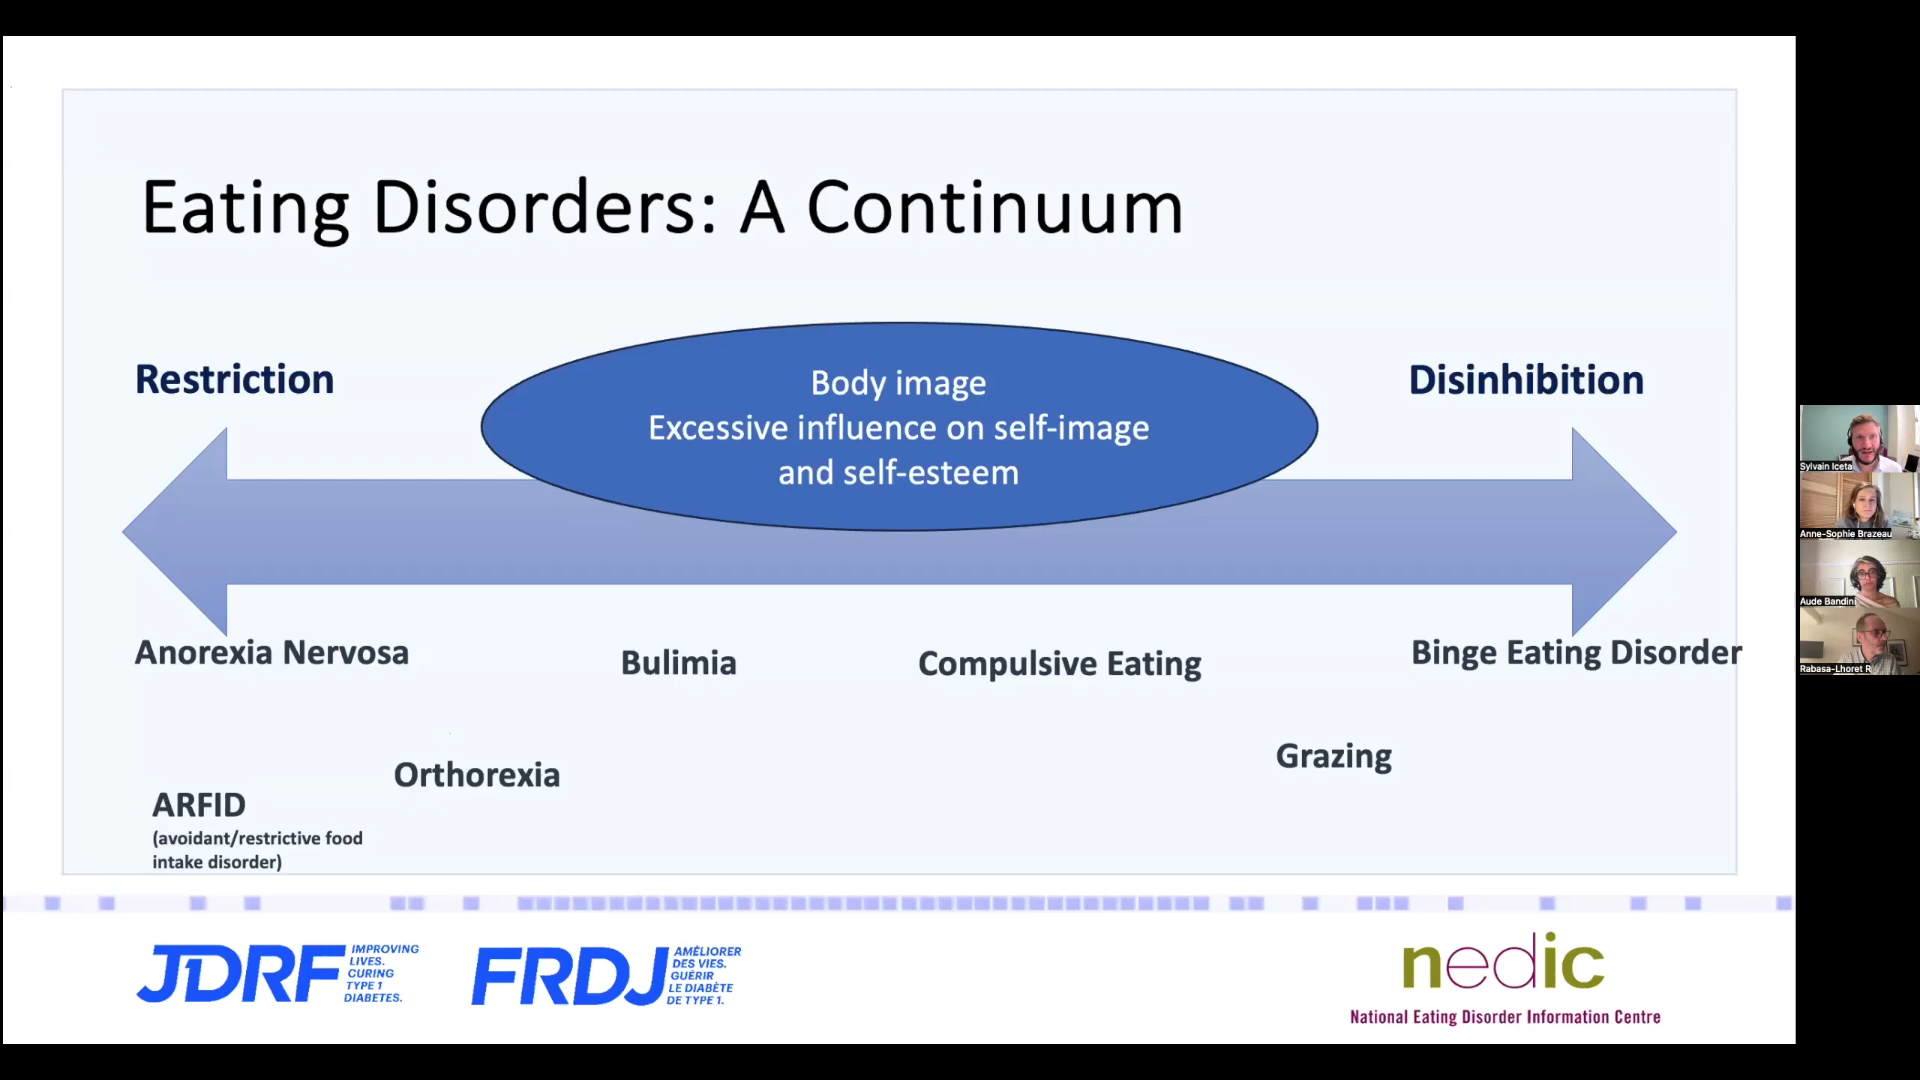 Eating Disorders: A Continuum
Restriction
Body image
Excessive influence on self-image
and self-esteem
Disinhibition
Anorexia Nervosa
Bulimia
Compulsive Eating
Binge Eating Disorder
Orthorexia
Grazing
ARFID
(avoidant/restrictive food
intake disorder)
JDRF
IMPROVING
LIVES.
CURING
TYPE 1
DIABETES.
FRDJ
AMÉLIORER
DES VIES.
GUÉRIR
LE DIABÈTE
DE TYPE 1.
nedic
National Eating Disorder Information Centre
Sylvain Iceta
Anne-Sophie Brazeau
Aude Bandini
Rabasa-Lhoret R